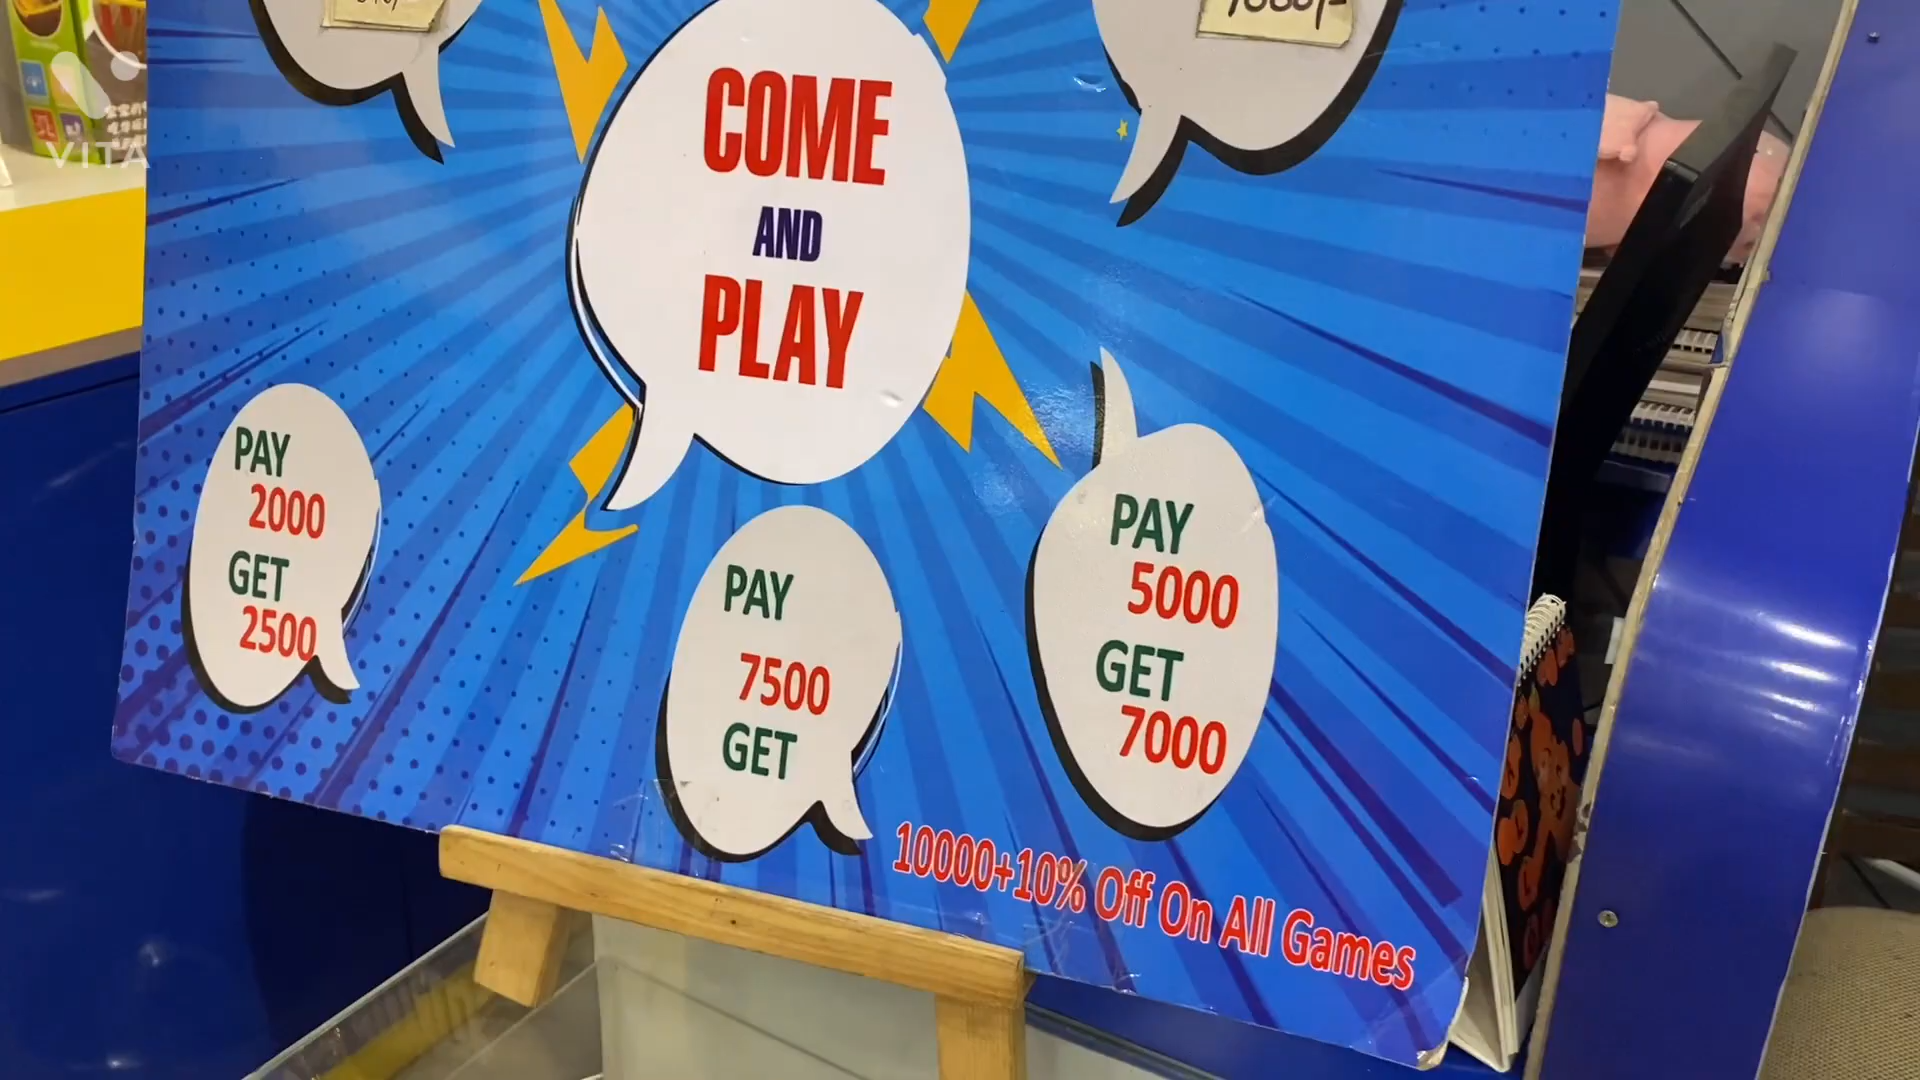 VITA
COME
AND
PLAY
PAY
2000
GET
2500
PAY
7500
GET
PAY
5000
GET
7000
10000+10% Off On All Games